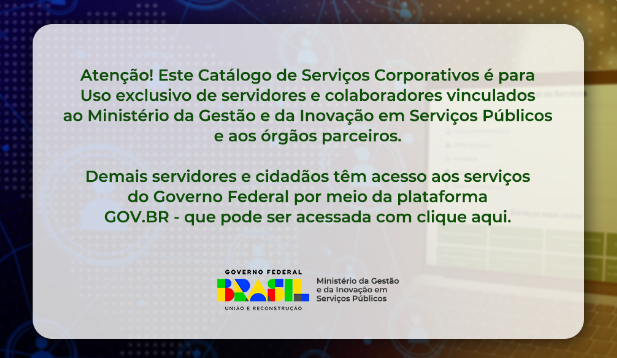 Atenção! Este Catálogo de Serviços Corporativos é para
Uso exclusivo de servidores e colaboradores vinculados
ao Ministério da Gestão e da Inovação em Serviços Públicos
e aos órgãos parceiros.
Demais servidores e cidadãos têm acesso aos serviços
do Governo Federal por meio da plataforma
GOV.BR - que pode ser acessada com clique aqui.
GOVERNO FEDERAL
BRASIL
UNIÃO E RECONSTRUÇÃO
Ministério da Gestão
e da Inovação em
Serviços Públicos